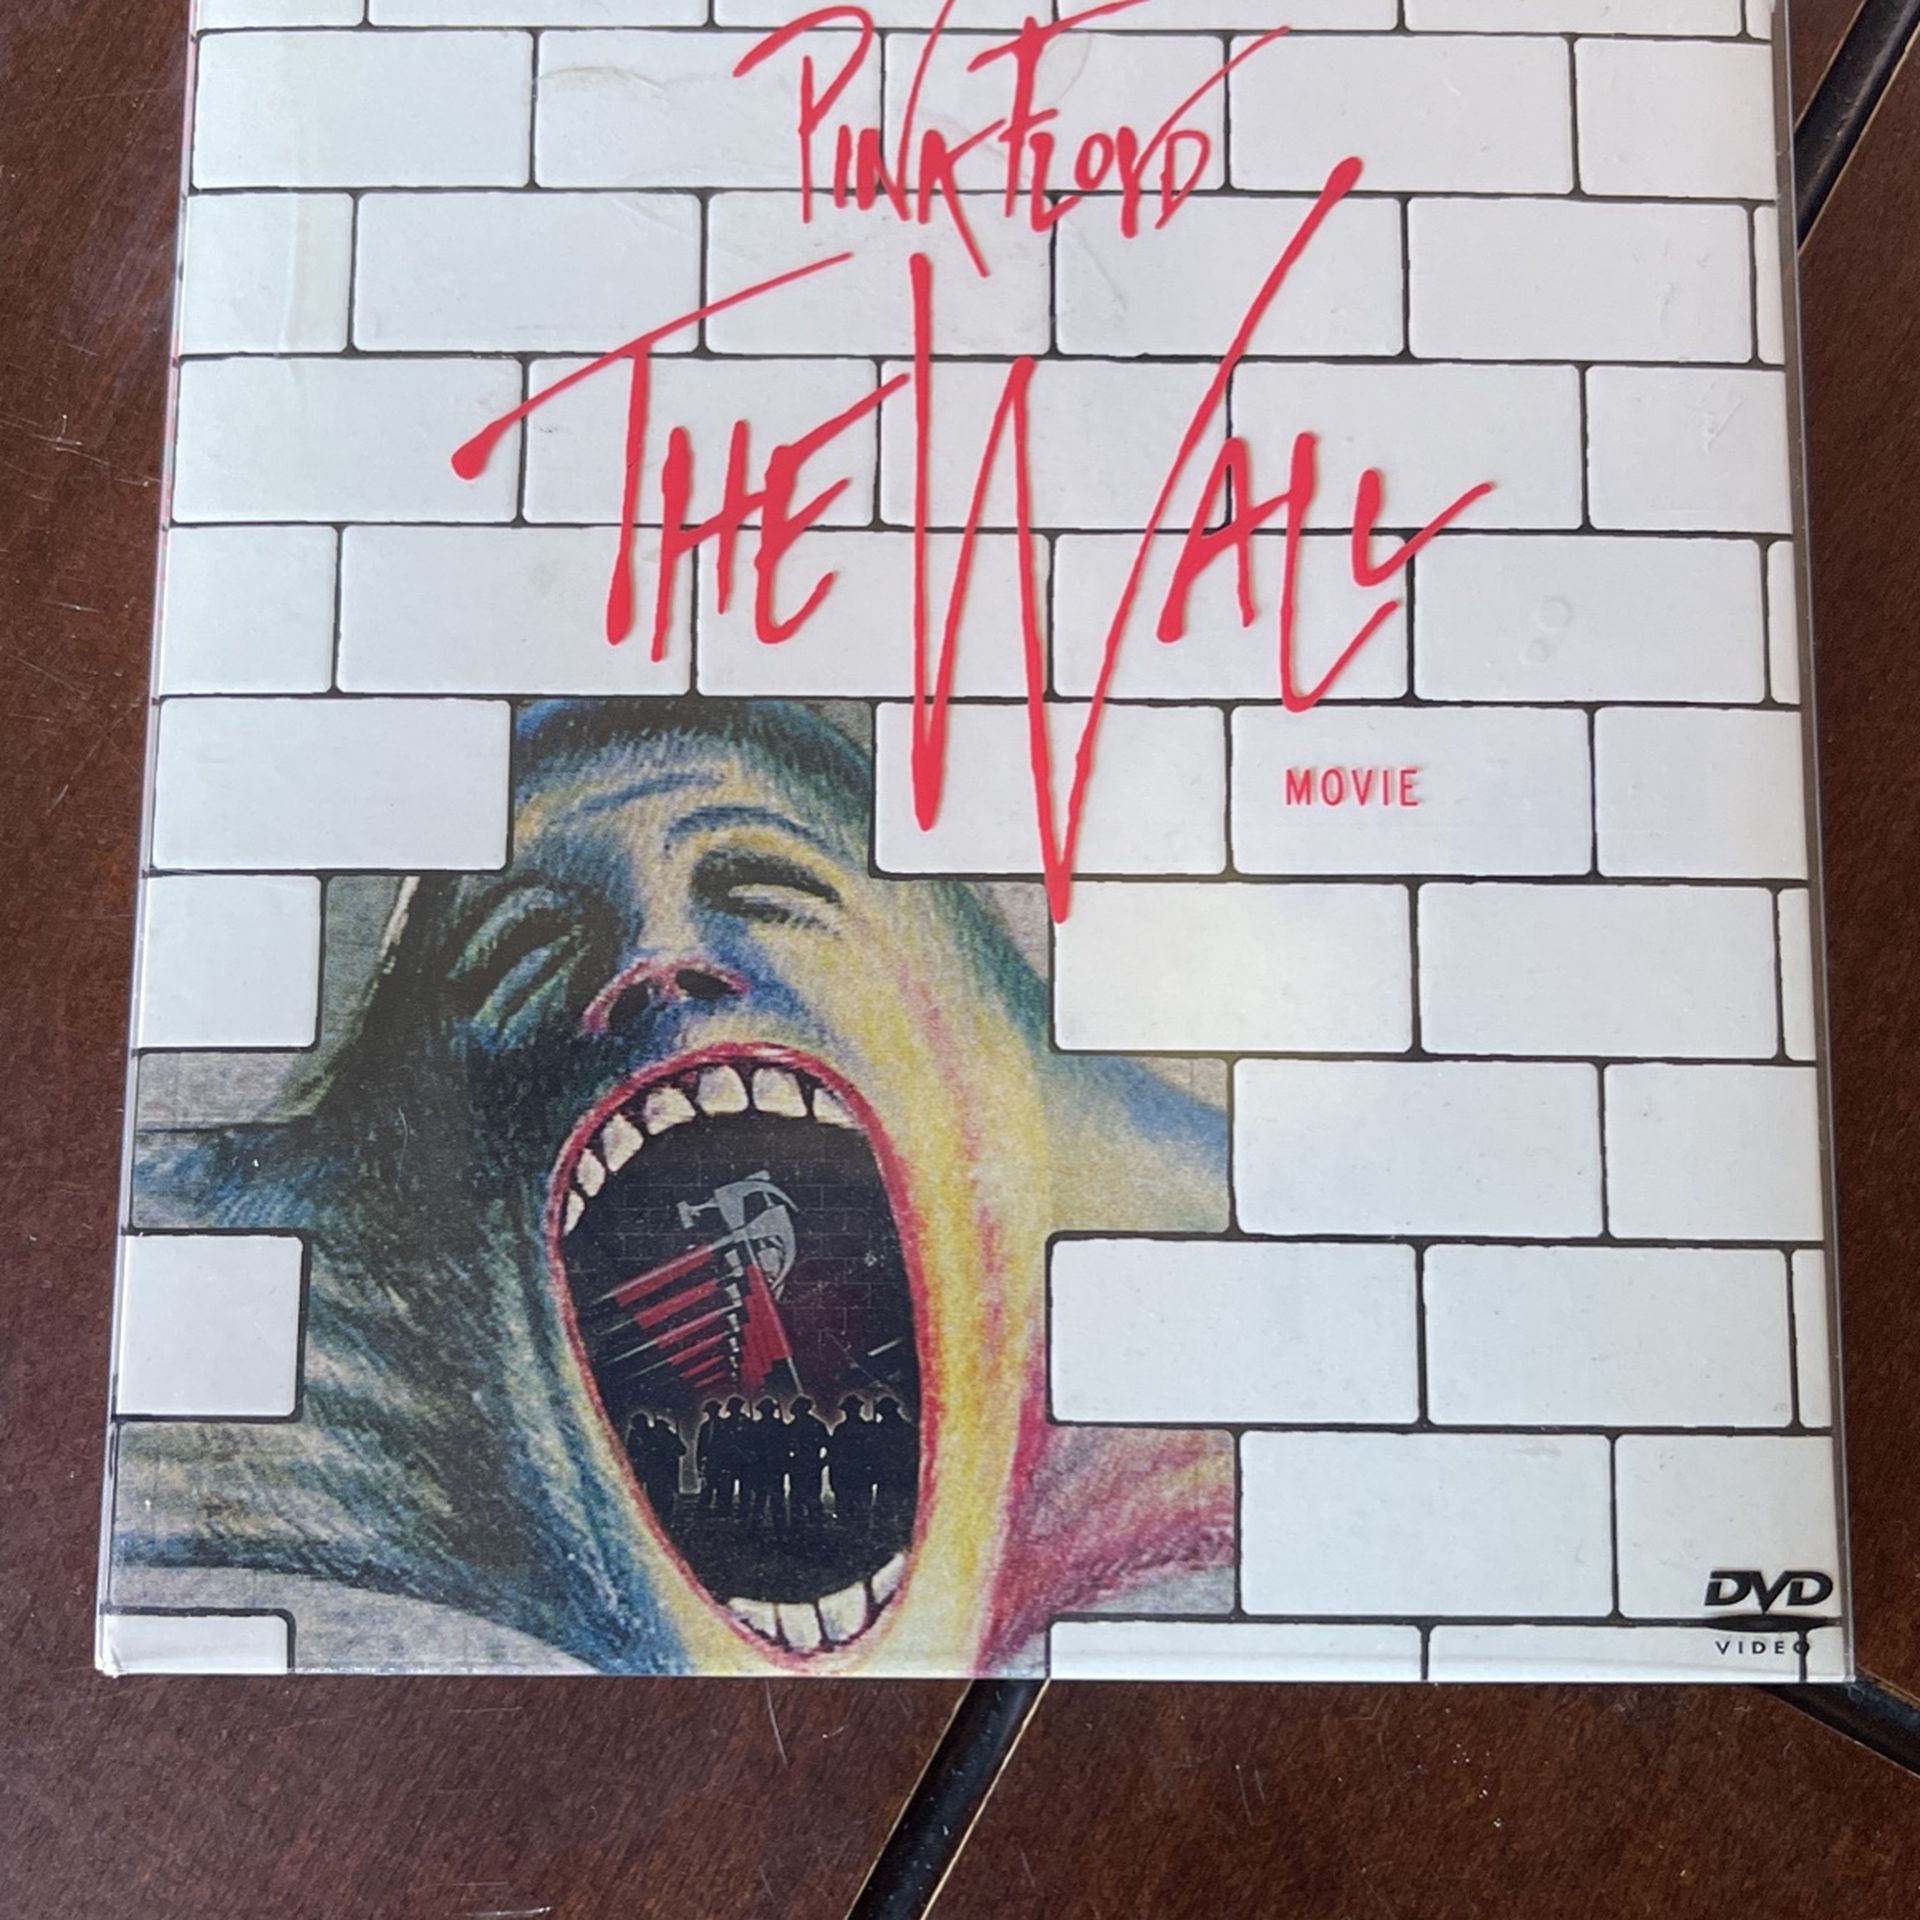 PINK FLOYD
THE WALL
MOVIE
DVD
VIDEO